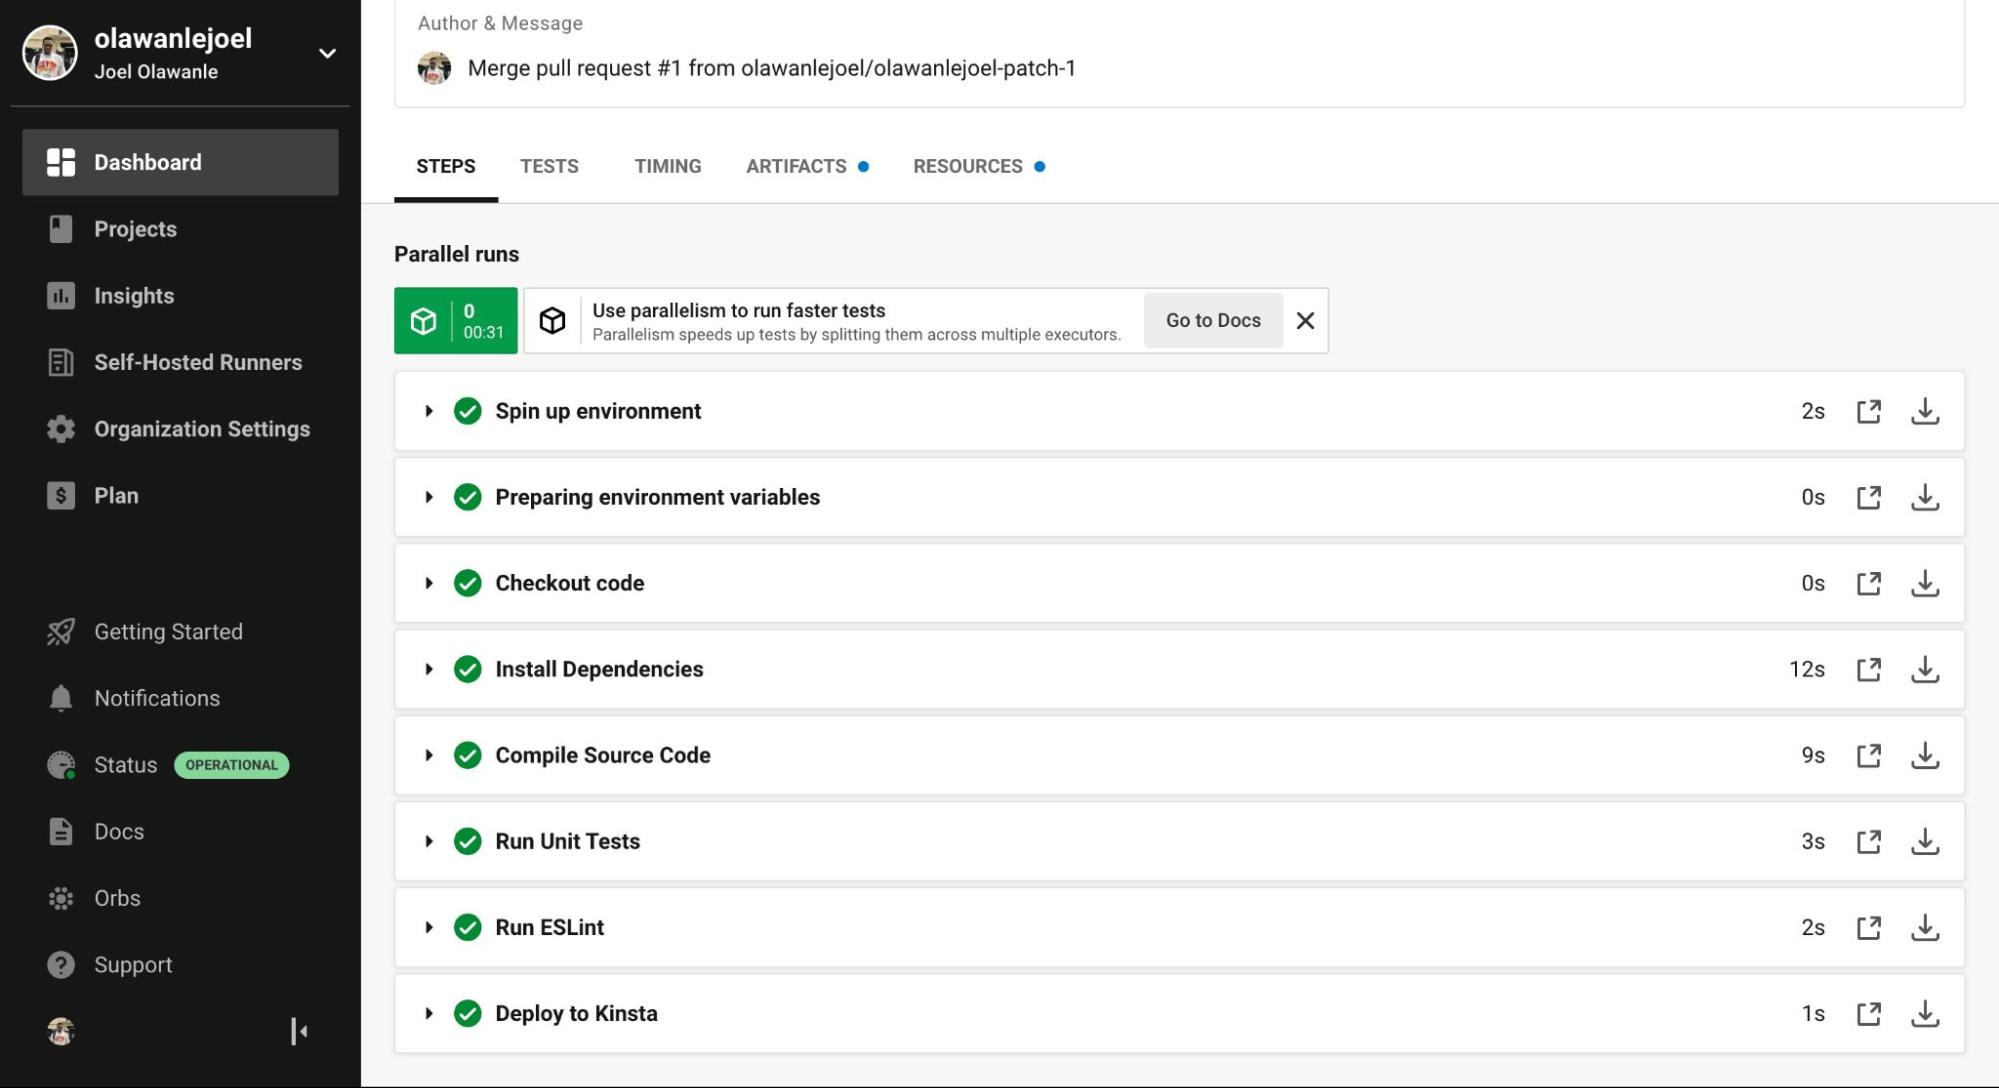 olawanlejoel
Joel Olawanle
Dashboard
Projects
Insights
Self-Hosted Runners
Organization Settings
Plan
Getting Started
Notifications
Status OPERATIONAL
Docs
Orbs
Support
Author & Message
Merge pull request #1 from olawanlejoel/olawanlejoel-patch-1
STEPS TESTS TIMING ARTIFACTS RESOURCES
Parallel runs
0
00:31
Use parallelism to run faster tests
Parallelism speeds up tests by splitting them across multiple executors.
Go to Docs
Spin up environment 2s
Preparing environment variables 0s
Checkout code 0s
Install Dependencies 12s
Compile Source Code 9s
Run Unit Tests 3s
Run ESLint 2s
Deploy to Kinsta 1s